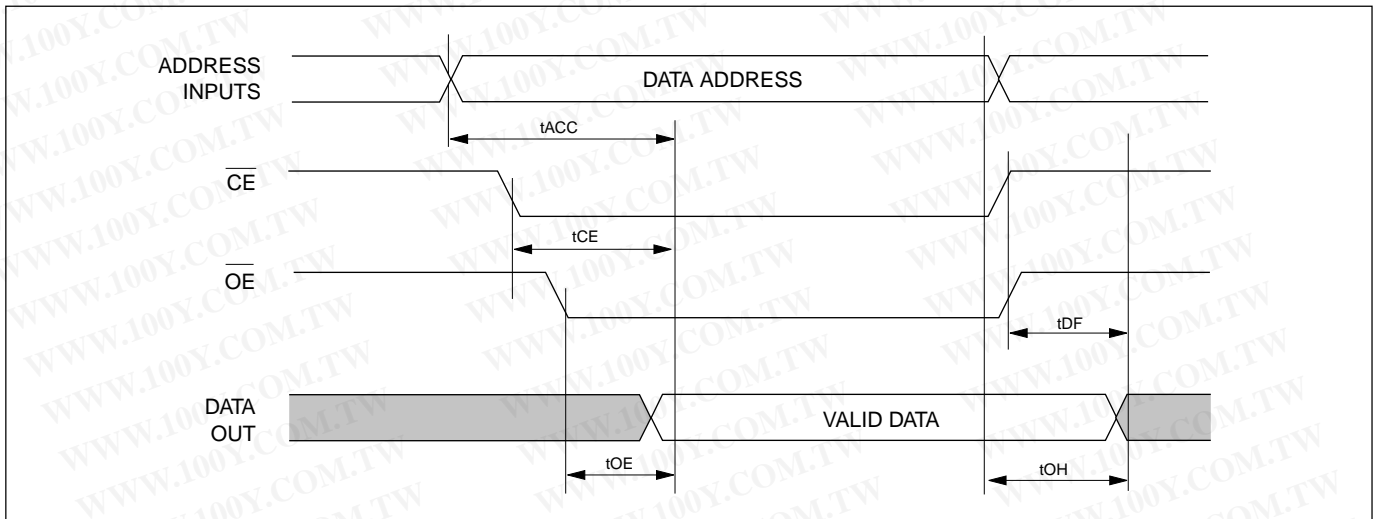 ADDRESS
INPUTS
DATA ADDRESS
tACC
CE
tCE
OE
tDF
DATA
OUT
VALID DATA
tOE
tOH
WWW.100Y.COM.TW